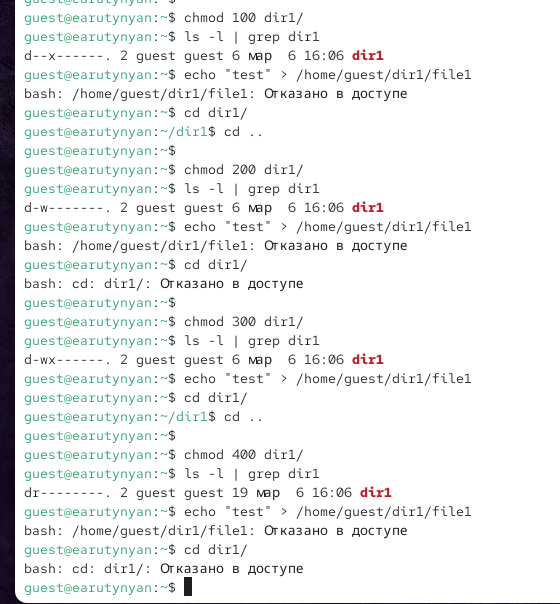 guest@earutynyan:~$ chmod 100 dir1/
guest@earutynyan:~$ ls -l | grep dir1
d--x------. 2 guest guest 6 мар  6 16:06 dir1
guest@earutynyan:~$ echo "test" > /home/guest/dir1/file1
bash: /home/guest/dir1/file1: Отказано в доступе
guest@earutynyan:~$ cd dir1/
guest@earutynyan:~/dir1$ cd ..
guest@earutynyan:~$
guest@earutynyan:~$ chmod 200 dir1/
guest@earutynyan:~$ ls -l | grep dir1
d-w-------. 2 guest guest 6 мар  6 16:06 dir1
guest@earutynyan:~$ echo "test" > /home/guest/dir1/file1
bash: /home/guest/dir1/file1: Отказано в доступе
guest@earutynyan:~$ cd dir1/
bash: cd: dir1/: Отказано в доступе
guest@earutynyan:~$
guest@earutynyan:~$ chmod 300 dir1/
guest@earutynyan:~$ ls -l | grep dir1
d-wx------. 2 guest guest 6 мар  6 16:06 dir1
guest@earutynyan:~$ echo "test" > /home/guest/dir1/file1
guest@earutynyan:~$ cd dir1/
guest@earutynyan:~/dir1$ cd ..
guest@earutynyan:~$
guest@earutynyan:~$ chmod 400 dir1/
guest@earutynyan:~$ ls -l | grep dir1
dr--------. 2 guest guest 19 мар  6 16:06 dir1
guest@earutynyan:~$ echo "test" > /home/guest/dir1/file1
bash: /home/guest/dir1/file1: Отказано в доступе
guest@earutynyan:~$ cd dir1/
bash: cd: dir1/: Отказано в доступе
guest@earutynyan:~$